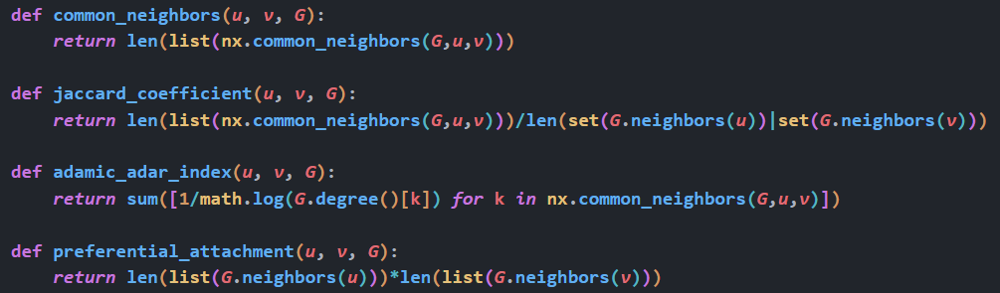 def common_neighbors(u, v, G):
    return len(list(nx.common_neighbors(G,u,v)))

def jaccard_coefficient(u, v, G):
    return len(list(nx.common_neighbors(G,u,v)))/len(set(G.neighbors(u))|set(G.neighbors(v)))

def adamic_adar_index(u, v, G):
    return sum([1/math.log(G.degree()[k]) for k in nx.common_neighbors(G,u,v)])

def preferential_attachment(u, v, G):
    return len(list(G.neighbors(u)))*len(list(G.neighbors(v)))